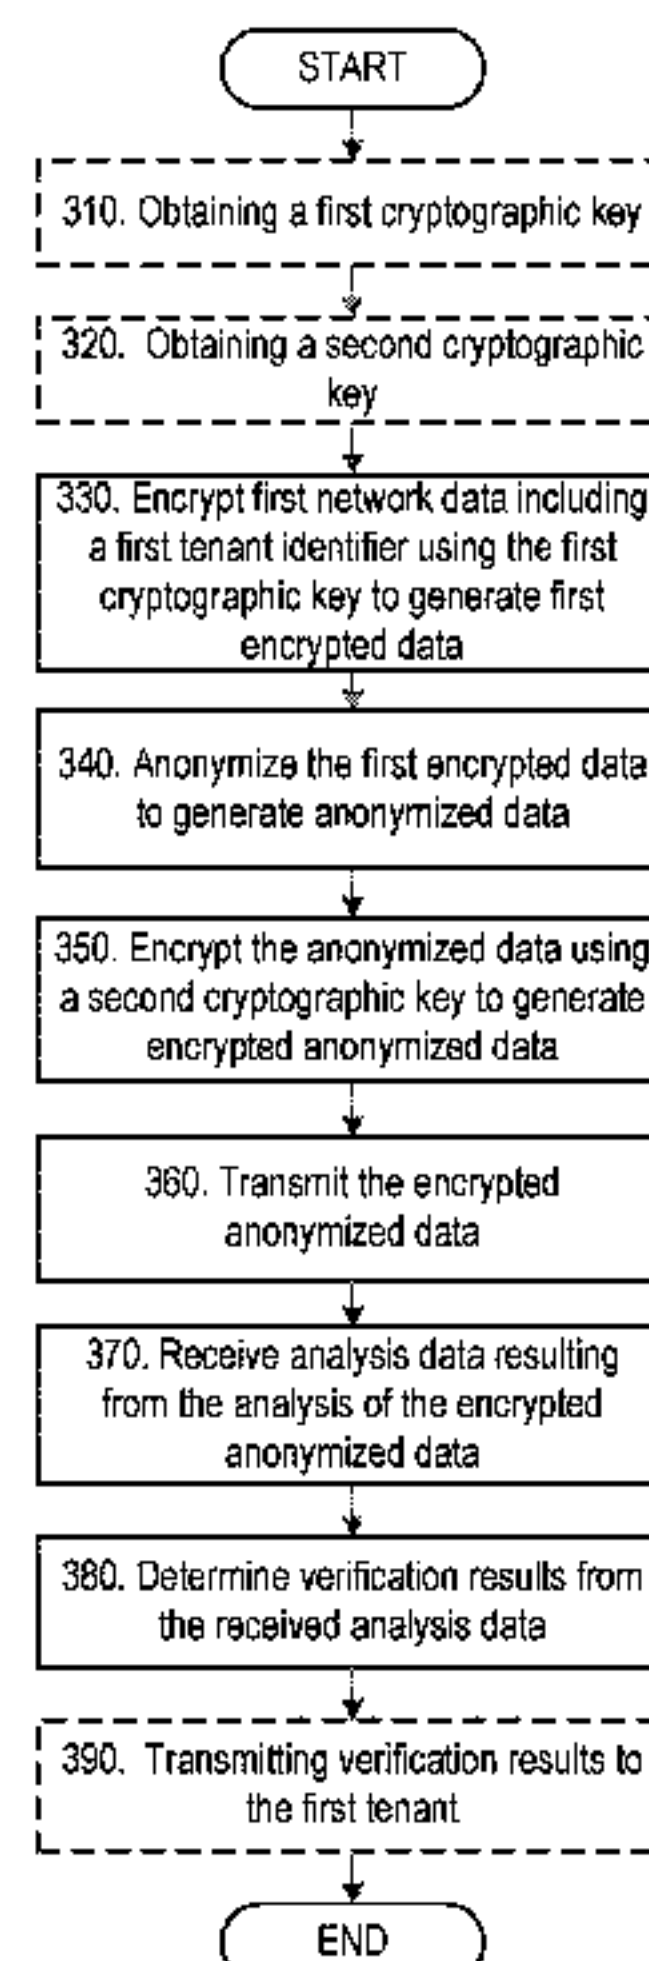 START
310. Obtaining a first cryptographic key
320. Obtaining a second cryptographic
key
330. Encrypt first network data including
a first tenant identifier using the first
cryptographic key to generate first
encrypted data
340. Anonymize the first encrypted data
to generate anonymized data
350. Encrypt the anonymized data using
a second cryptographic key to generate
encrypted anonymized data
360. Transmit the encrypted
anonymized data
370. Receive analysis data resulting
from the analysis of the encrypted
anonymized data
380. Determine verification results from
the received analysis data
390. Transmitting verification results to
the first tenant
END